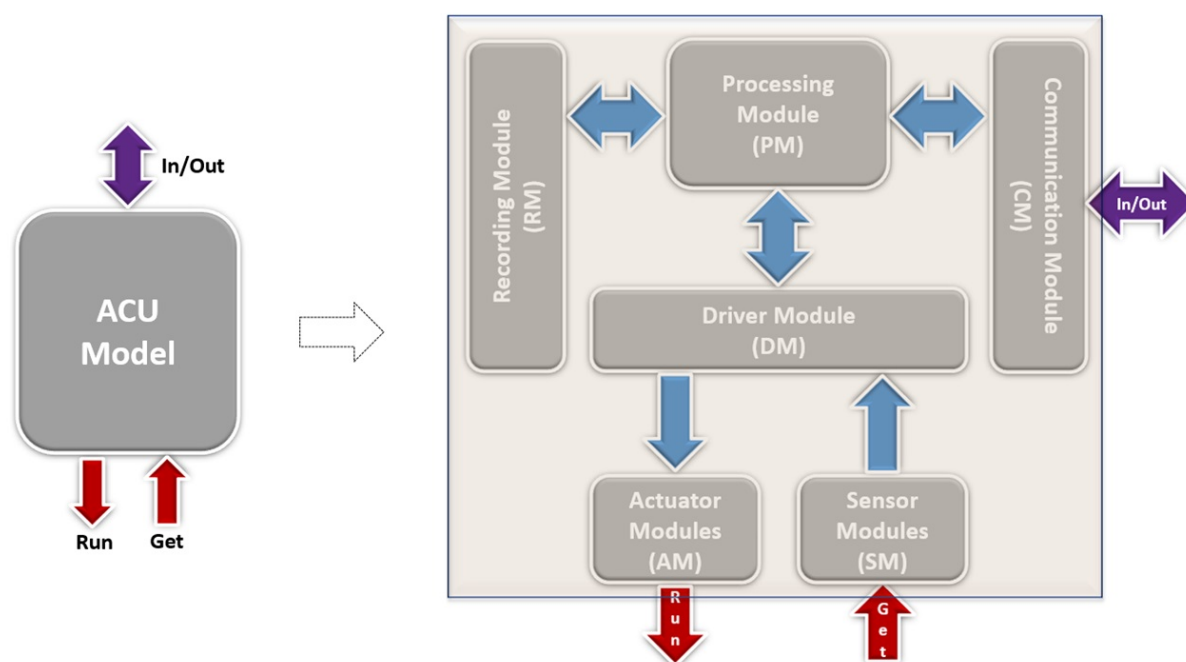 In/Out
ACU
Model
Run
Get
Recording Module
(RM)
Processing
Module
(PM)
Communication Module
(CM)
In/Out
Driver Module
(DM)
Actuator
Modules
(AM)
Sensor
Modules
(SM)
Run
Get